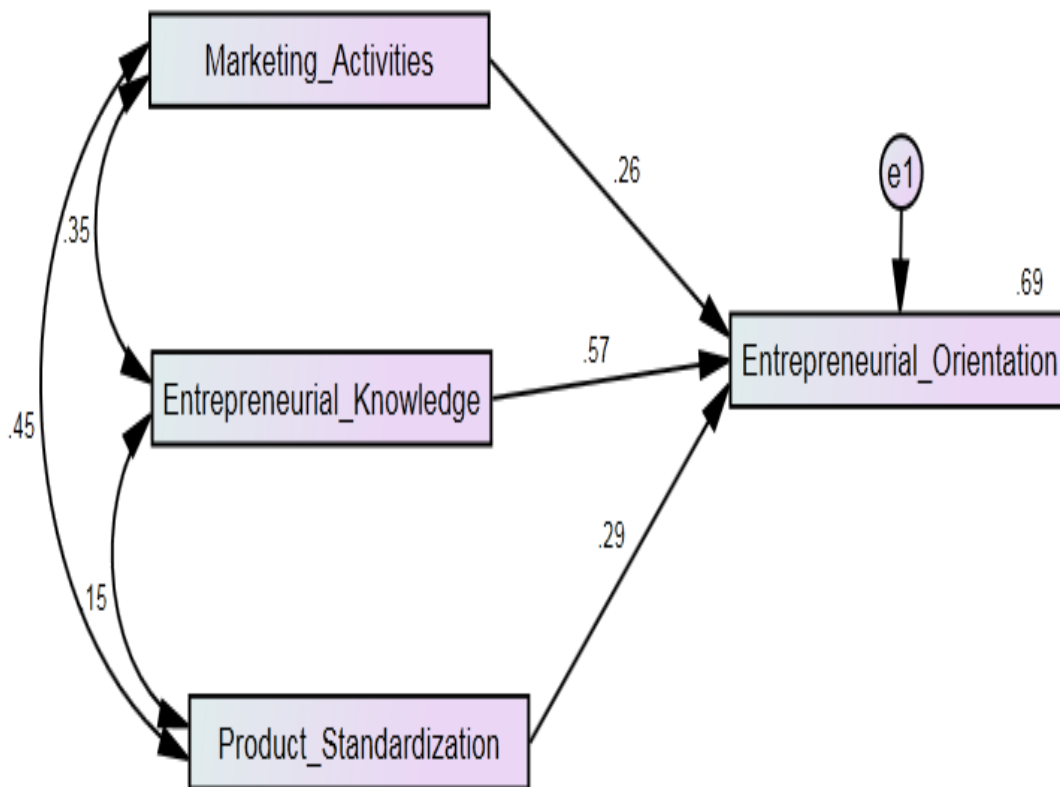 Marketing_Activities
.26
e1
.35
.69
.57
Entrepreneurial_Orientation
Entrepreneurial_Knowledge
.45
.29
.15
Product_Standardization